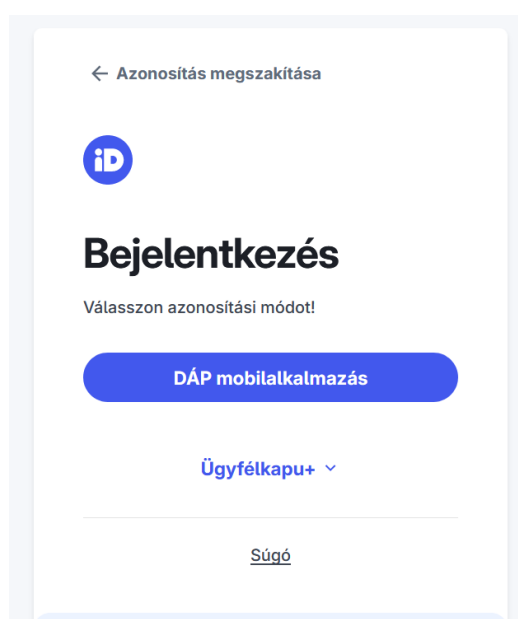 Azonosítás megszakítása
iD
Bejelentkezés
Válasszon azonosítási módot!
DÁP mobilalkalmazás
Ügyfélkapu+
Súgó